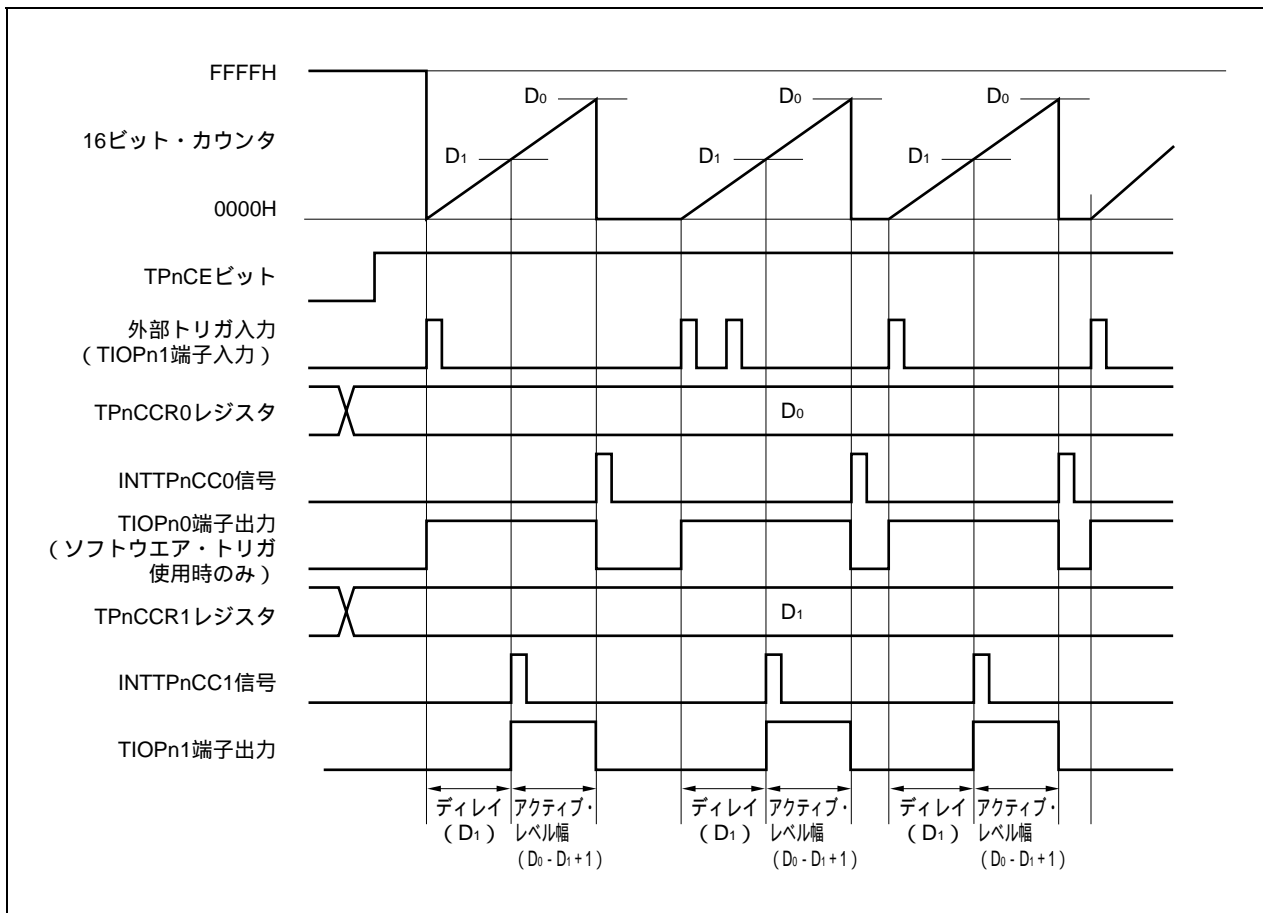 FFFFH
D0 D0 D0
16ビット・カウンタ
D1 D1 D1
0000H
TPnCEビット
外部トリガ入力
(TIOPn1端子入力)
TPnCCR0レジスタ
D0
INTTPnCC0信号
TIOPn0端子出力
(ソフトウエア・トリガ
使用時のみ)
TPnCCR1レジスタ
D1
INTTPnCC1信号
TIOPn1端子出力
ディレイ
(D1)
アクティブ・
レベル幅
(D0 - D1 + 1)
ディレイ
(D1)
アクティブ・
レベル幅
(D0 - D1 + 1)
ディレイ
(D1)
アクティブ・
レベル幅
(D0 - D1 + 1)